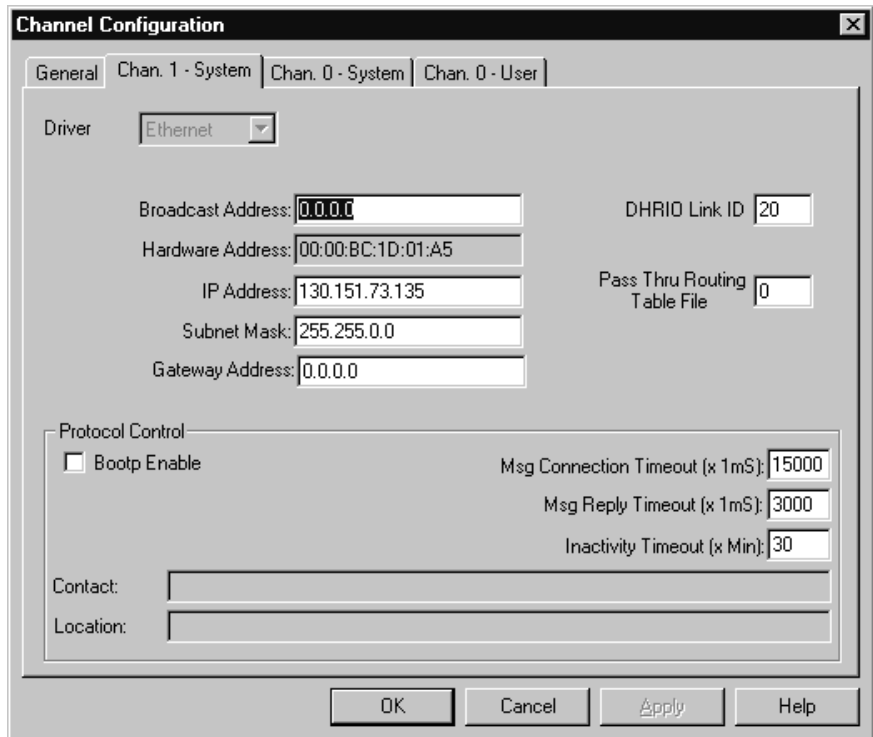 Channel Configuration
General Chan. 1 - System Chan. 0 - System Chan. 0 - User
Driver Ethernet
Broadcast Address: 0.0.0.0 DHRIO Link ID 20
Hardware Address: 00:00:BC:1D:01:A5
IP Address: 130.151.73.135 Pass Thru Routing
Table File 0
Subnet Mask: 255.255.0.0
Gateway Address: 0.0.0.0
Protocol Control
Bootp Enable Msg Connection Timeout (x 1mS): 15000
Msg Reply Timeout (x 1mS): 3000
Inactivity Timeout (x Min): 30
Contact:
Location:
OK Cancel Apply Help